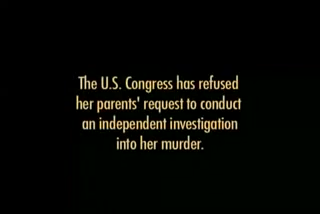 The U.S. Congress has refused
her parents' request to conduct
an independent investigation
into her murder.